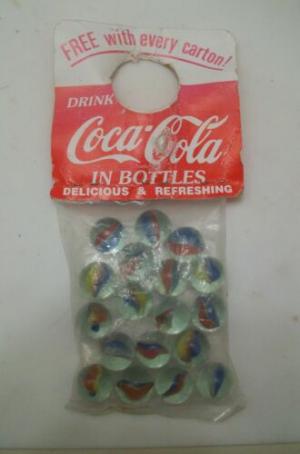 FREE with every carton!
DRINK
Coca-Cola
IN BOTTLES
DELICIOUS & REFRESHING